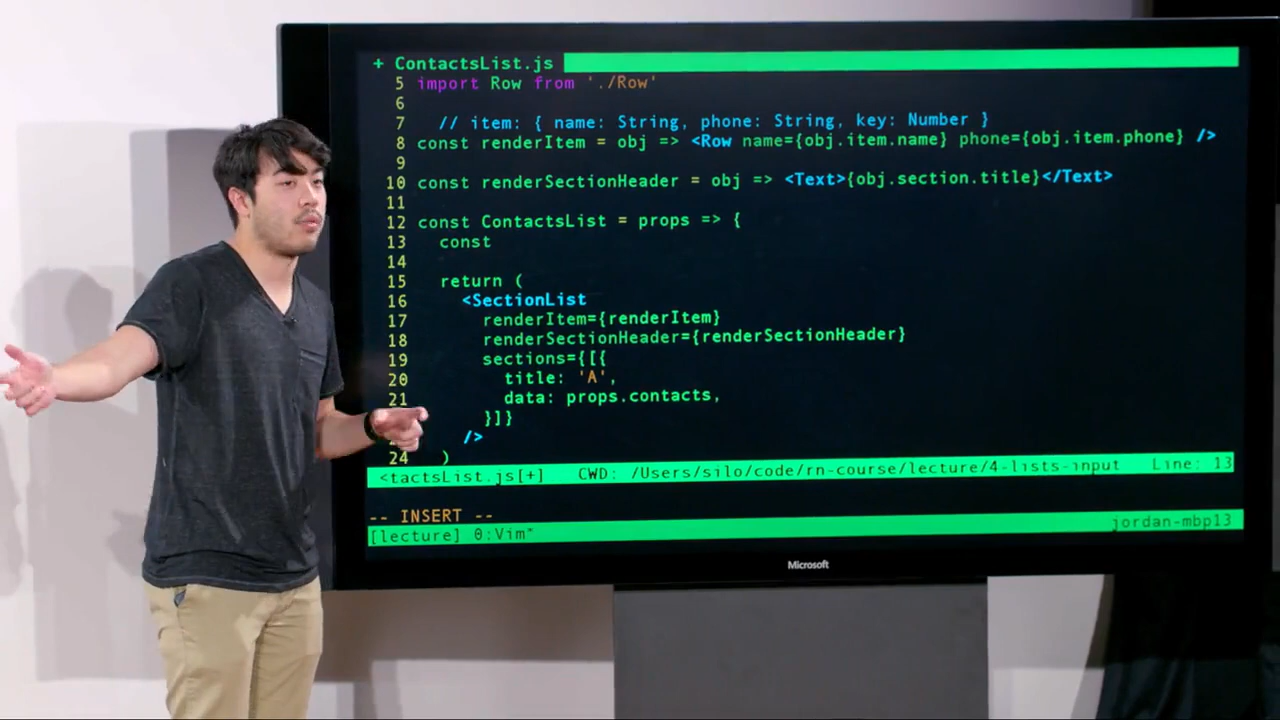 + ContactsList.js
5 import Row from './Row'
6
7 // item: { name: String, phone: String, key: Number }
8 const renderItem = obj => <Row name={obj.item.name} phone={obj.item.phone} />
9
10 const renderSectionHeader = obj => <Text>{obj.section.title}</Text>
11
12 const ContactsList = props => {
13 const
14
15 return (
16 <SectionList
17 renderItem={renderItem}
18 renderSectionHeader={renderSectionHeader}
19 sections={[{
20 title: 'A',
21 data: props.contacts,
}]}
/>
24 )
<tactsList.js[+] CWD: /Users/silo/code/rn-course/lecture/4-lists-input Line: 13
-- INSERT --
[lecture] 0:Vim* jordan-mbp13
Microsoft